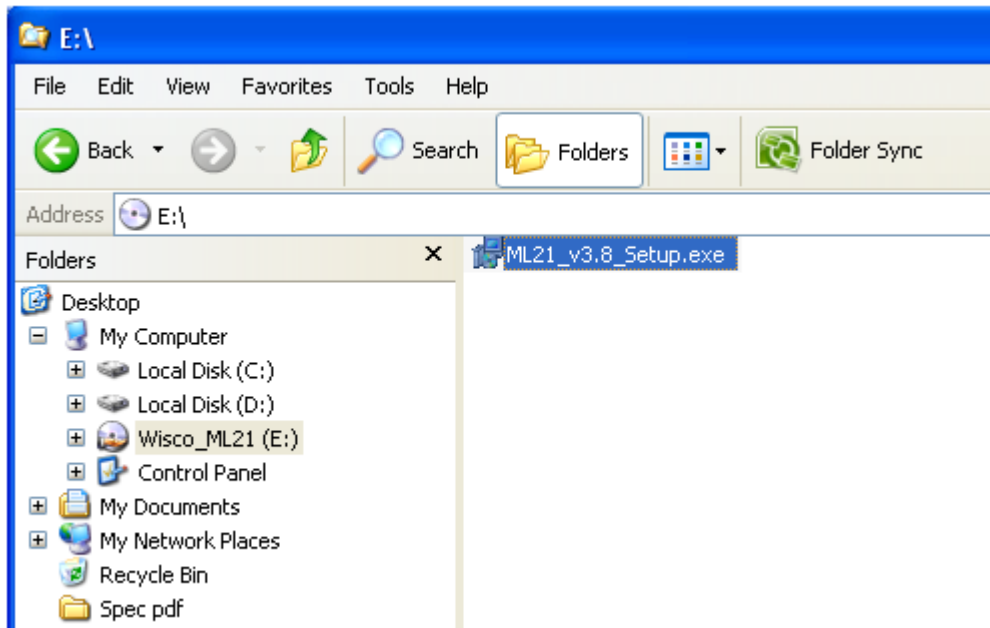 E:\
File Edit View Favorites Tools Help
Back Search Folders Folder Sync
Address E:\
Folders
ML21_v3.8_Setup.exe
Desktop
My Computer
Local Disk (C:)
Local Disk (D:)
Wisco_ML21 (E:)
Control Panel
My Documents
My Network Places
Recycle Bin
Spec pdf